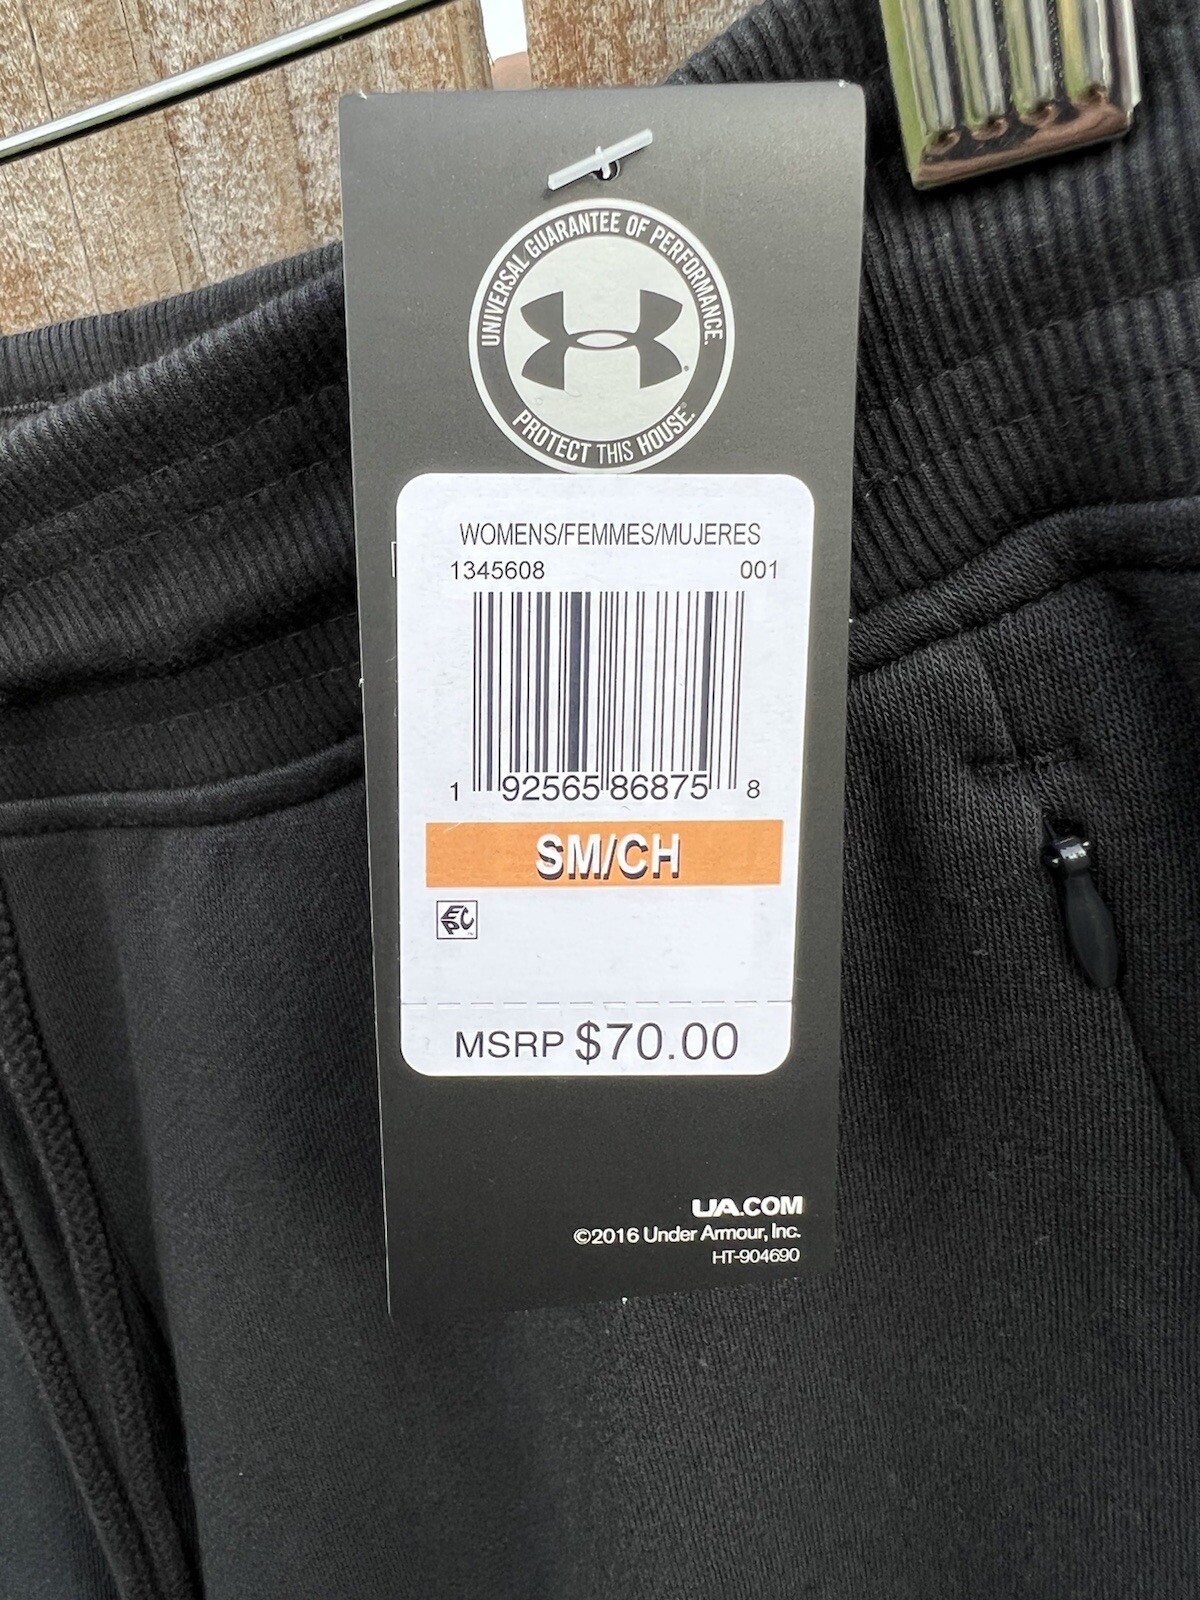 UNIVERSAL GUARANTEE OF PERFORMANCE.
PROTECT THIS HOUSE.
WOMENS/FEMMES/MUJERES
1345608 001
1 92565 86875 8
SM/CH
EPC
MSRP $70.00
UA.COM
©2016 Under Armour, Inc.
HT-904690